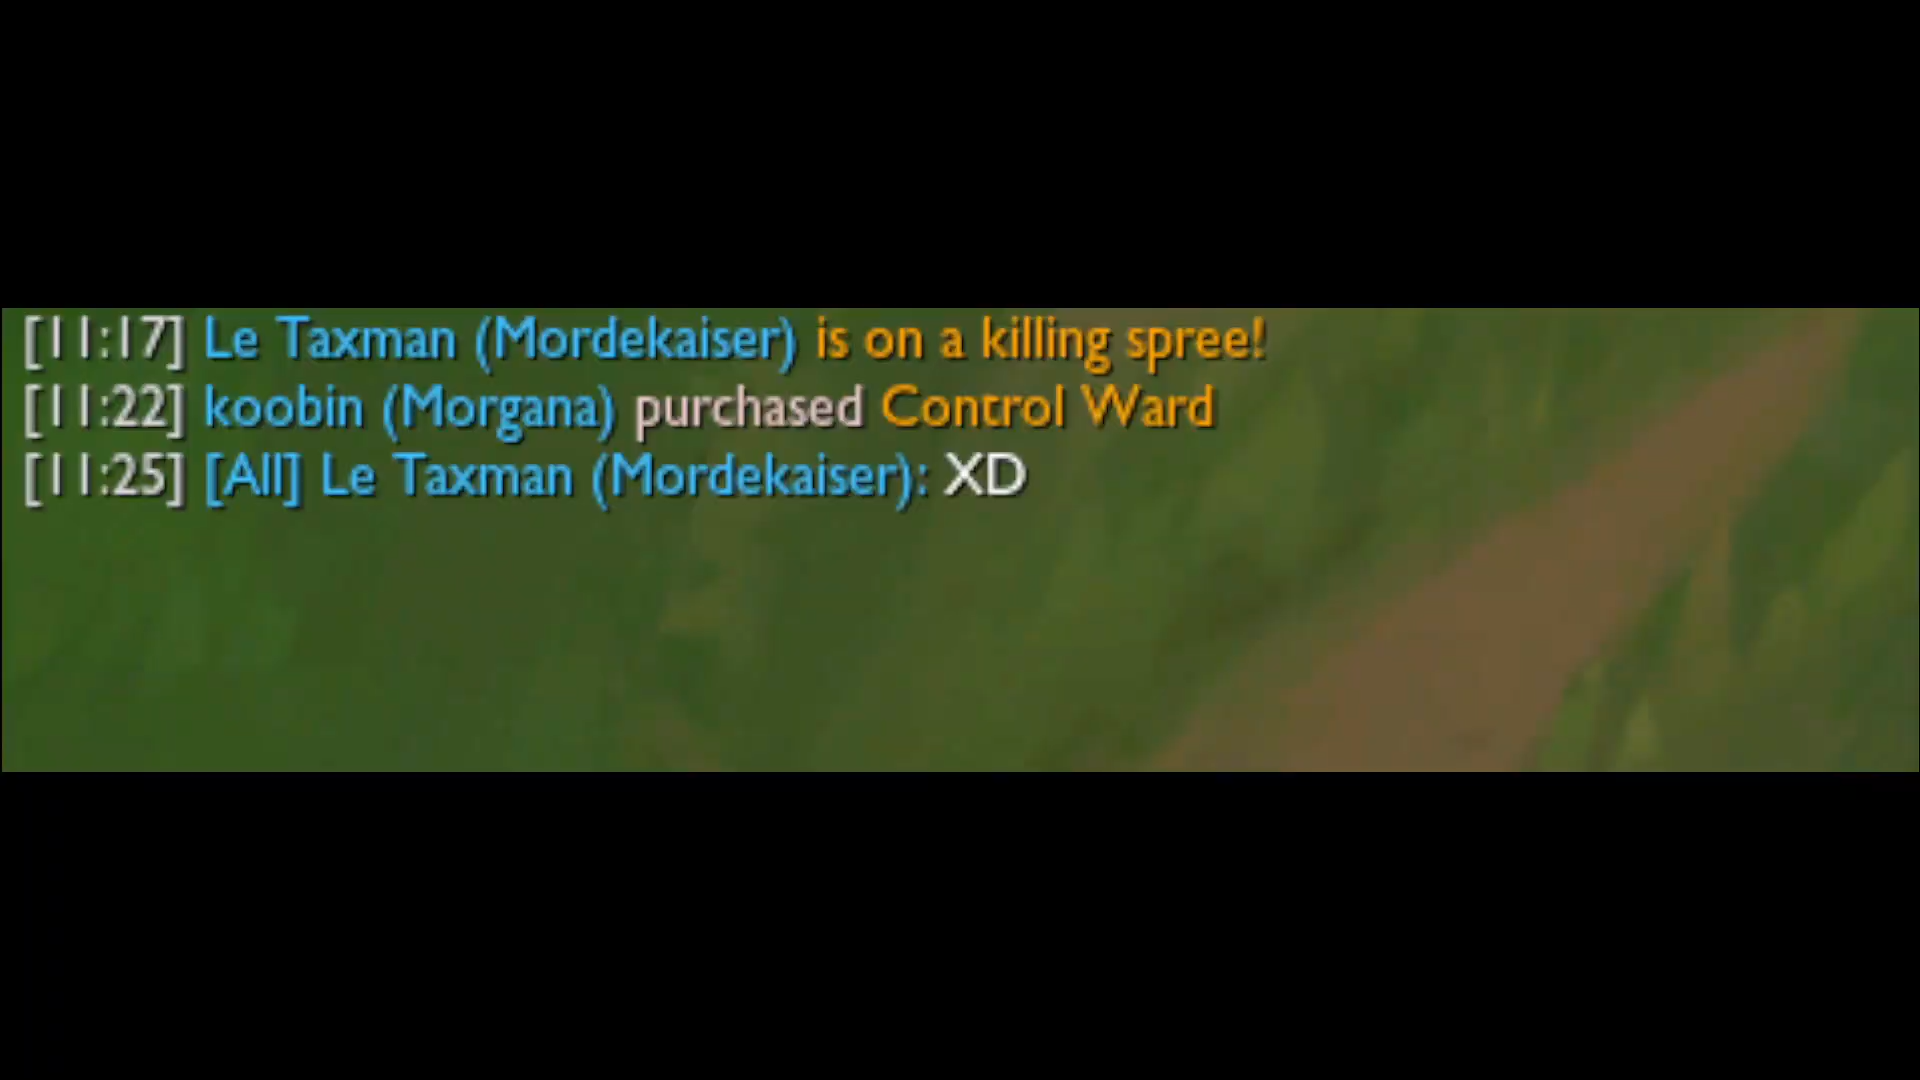 [11:17] Le Taxman (Mordekaiser) is on a killing spree!
[11:22] koobin (Morgana) purchased Control Ward
[11:25] [All] Le Taxman (Mordekaiser): XD